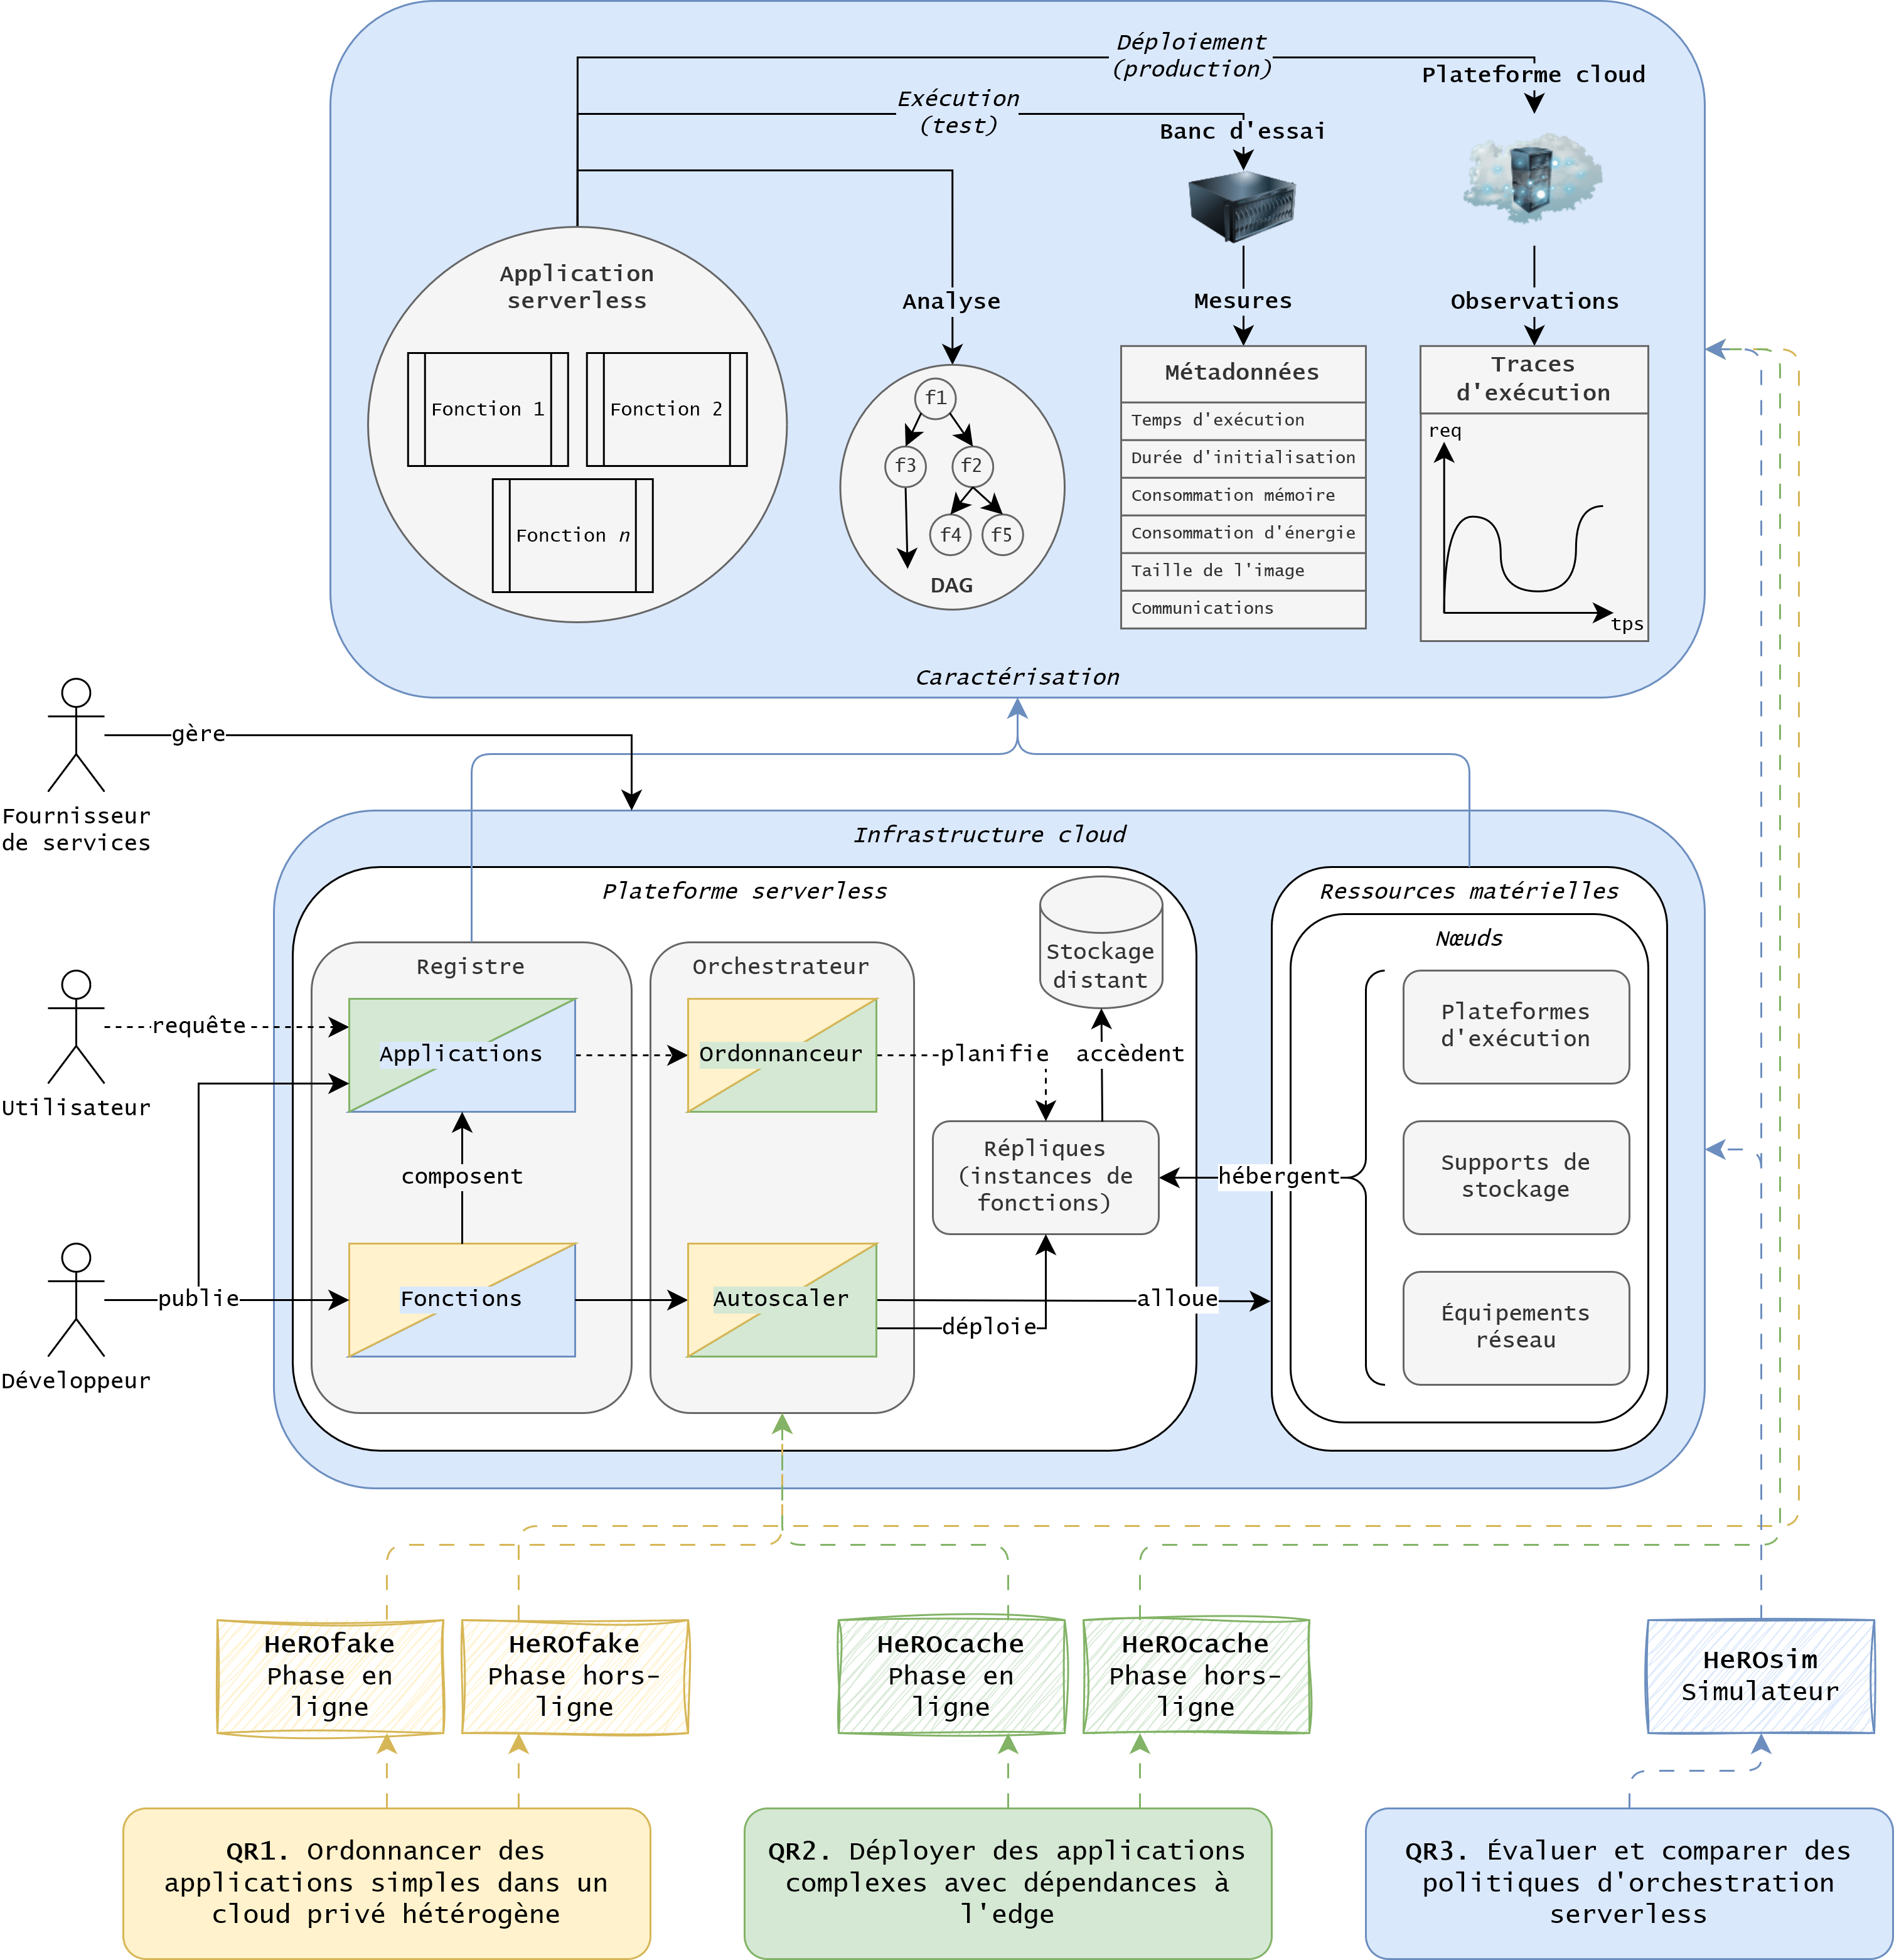 Déploiement
(production)
Plateforme cloud
Exécution
(test)
Banc d'essai
Application
serverless
Analyse
Mesures
Observations
Fonction 1
Fonction 2
Fonction n
f1
f3
f2
f4
f5
DAG
Métadonnées
Temps d'exécution
Durée d'initialisation
Consommation mémoire
Consommation d'énergie
Taille de l'image
Communications
Traces
d'exécution
req
tps
Caractérisation
gère
Fournisseur
de services
Infrastructure cloud
Plateforme serverless
Ressources matérielles
Nœuds
Registre
Orchestrateur
Stockage
distant
requête
Utilisateur
Applications
Ordonnanceur
planifie
accèdent
Plateformes
d'exécution
composent
Répliques
(instances de
fonctions)
hébergent
Supports de
stockage
publie
Développeur
Fonctions
Autoscaler
alloue
déploie
Équipements
réseau
HeROfake
Phase en
ligne
HeROfake
Phase hors-
ligne
HeROcache
Phase en
ligne
HeROcache
Phase hors-
ligne
HeROsim
Simulateur
QR1. Ordonnancer des
applications simples dans un
cloud privé hétérogène
QR2. Déployer des applications
complexes avec dépendances à
l'edge
QR3. Évaluer et comparer des
politiques d'orchestration
serverless